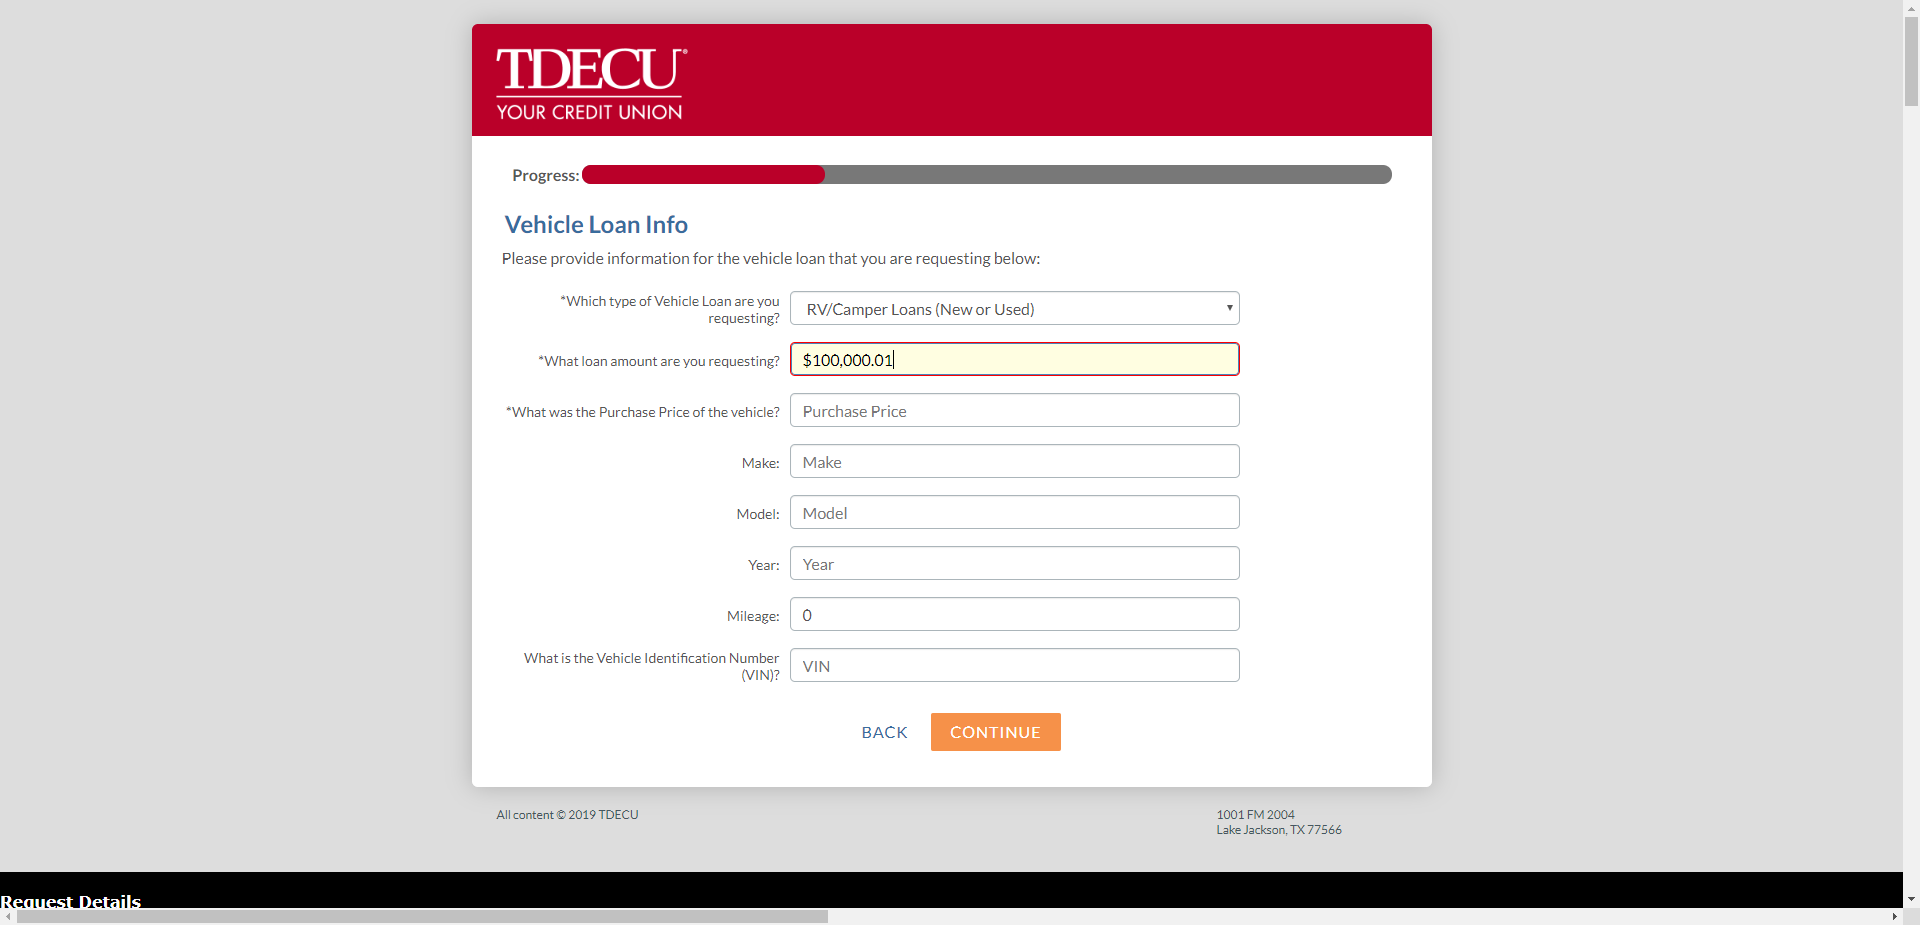 TDECU®
YOUR CREDIT UNION
Progress:
Vehicle Loan Info
Please provide information for the vehicle loan that you are requesting below:
*Which type of Vehicle Loan are you
requesting?
RV/Camper Loans (New or Used)
*What loan amount are you requesting?
$100,000.01
*What was the Purchase Price of the vehicle?
Purchase Price
Make:
Make
Model:
Model
Year:
Year
Mileage:
0
What is the Vehicle Identification Number
(VIN)?
VIN
BACK
CONTINUE
All content © 2019 TDECU
1001 FM 2004
Lake Jackson, TX 77566
Request Details